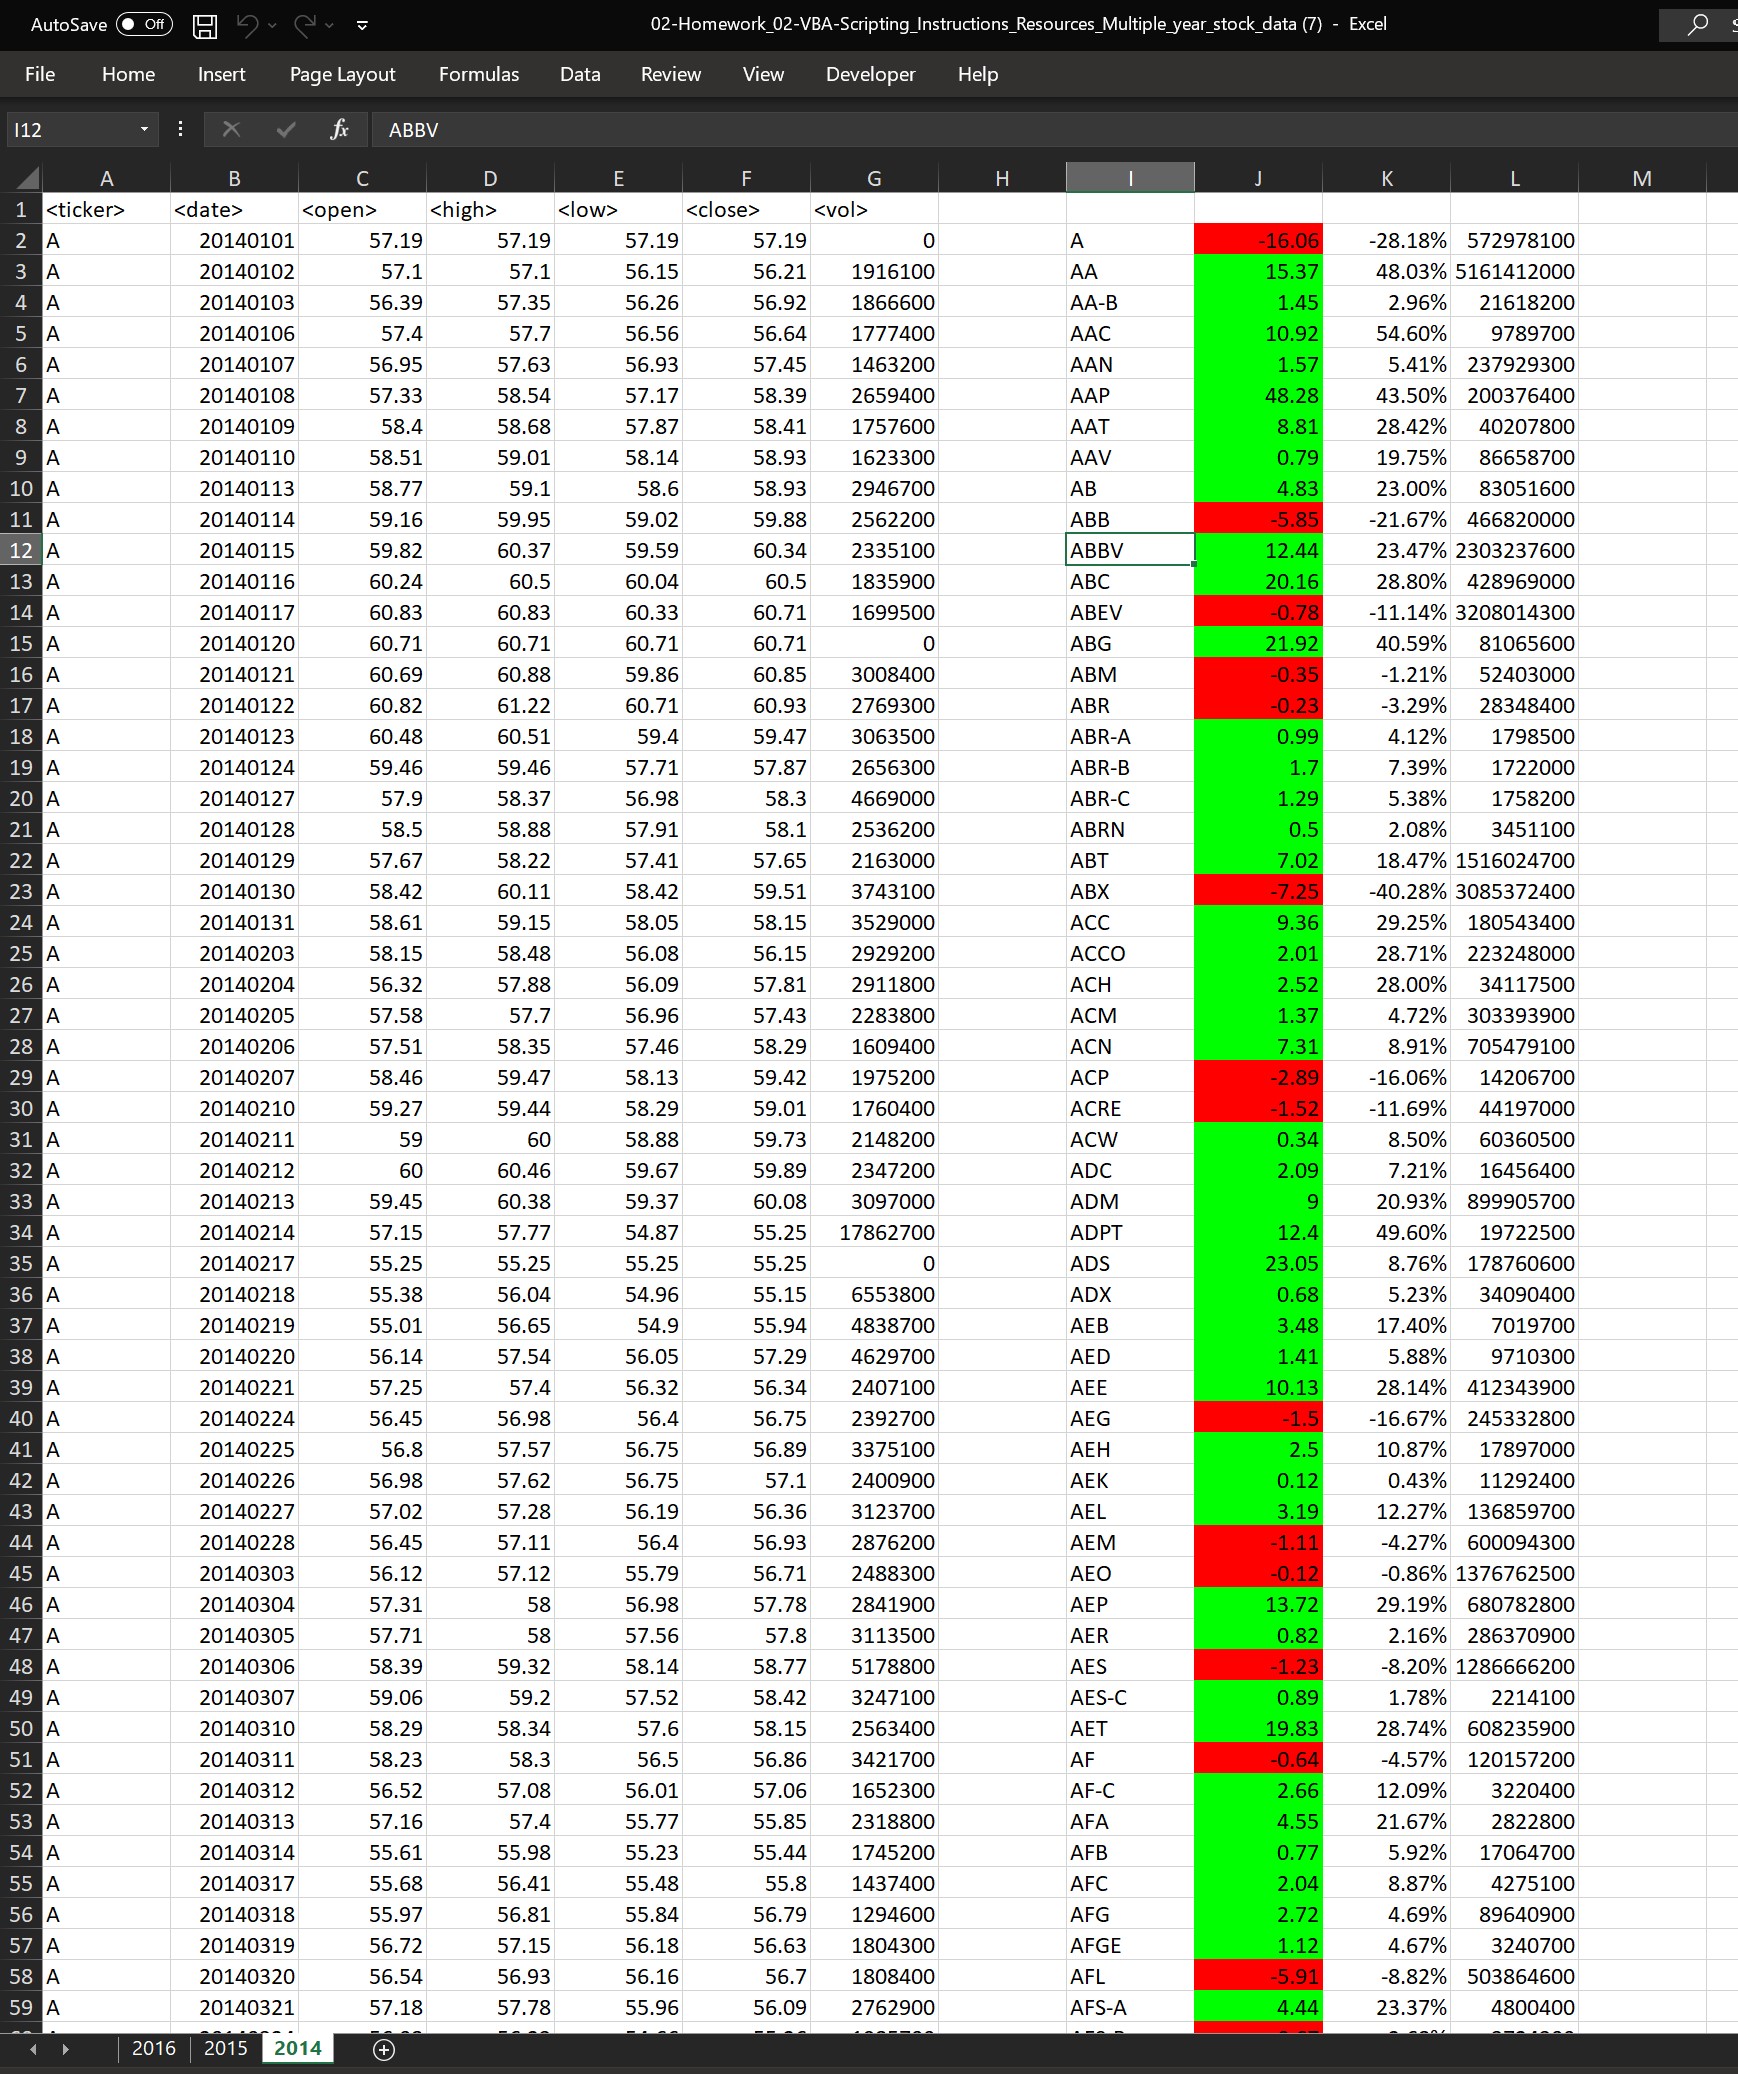 AutoSave Off 02-Homework_02-VBA-Scripting_Instructions_Resources_Multiple_year_stock_data (7) - Excel
File Home Insert Page Layout Formulas Data Review View Developer Help
I12 fx ABBV
A B C D E F G H I J K L M
1 <ticker> <date> <open> <high> <low> <close> <vol>
2 A 20140101 57.19 57.19 57.19 57.19 0 A -16.06 -28.18% 572978100
3 A 20140102 57.1 57.1 56.15 56.21 1916100 AA 15.37 48.03% 5161412000
4 A 20140103 56.39 57.35 56.26 56.92 1866600 AA-B 1.45 2.96% 21618200
5 A 20140106 57.4 57.7 56.56 56.64 1777400 AAC 10.92 54.60% 9789700
6 A 20140107 56.95 57.63 56.93 57.45 1463200 AAN 1.57 5.41% 237929300
7 A 20140108 57.33 58.54 57.17 58.39 2659400 AAP 48.28 43.50% 200376400
8 A 20140109 58.4 58.68 57.87 58.41 1757600 AAT 8.81 28.42% 40207800
9 A 20140110 58.51 59.01 58.14 58.93 1623300 AAV 0.79 19.75% 86658700
10 A 20140113 58.77 59.1 58.6 58.93 2946700 AB 4.83 23.00% 83051600
11 A 20140114 59.16 59.95 59.02 59.88 2562200 ABB -5.85 -21.67% 466820000
12 A 20140115 59.82 60.37 59.59 60.34 2335100 ABBV 12.44 23.47% 2303237600
13 A 20140116 60.24 60.5 60.04 60.5 1835900 ABC 20.16 28.80% 428969000
14 A 20140117 60.83 60.83 60.33 60.71 1699500 ABEV -0.78 -11.14% 3208014300
15 A 20140120 60.71 60.71 60.71 60.71 0 ABG 21.92 40.59% 81065600
16 A 20140121 60.69 60.88 59.86 60.85 3008400 ABM -0.35 -1.21% 52403000
17 A 20140122 60.82 61.22 60.71 60.93 2769300 ABR -0.23 -3.29% 28348400
18 A 20140123 60.48 60.51 59.4 59.47 3063500 ABR-A 0.99 4.12% 1798500
19 A 20140124 59.46 59.46 57.71 57.87 2656300 ABR-B 1.7 7.39% 1722000
20 A 20140127 57.9 58.37 56.98 58.3 4669000 ABR-C 1.29 5.38% 1758200
21 A 20140128 58.5 58.88 57.91 58.1 2536200 ABRN 0.5 2.08% 3451100
22 A 20140129 57.67 58.22 57.41 57.65 2163000 ABT 7.02 18.47% 1516024700
23 A 20140130 58.42 60.11 58.42 59.51 3743100 ABX -7.25 -40.28% 3085372400
24 A 20140131 58.61 59.15 58.05 58.15 3529000 ACC 9.36 29.25% 180543400
25 A 20140203 58.15 58.48 56.08 56.15 2929200 ACCO 2.01 28.71% 223248000
26 A 20140204 56.32 57.88 56.09 57.81 2911800 ACH 2.52 28.00% 34117500
27 A 20140205 57.58 57.7 56.96 57.43 2283800 ACM 1.37 4.72% 303393900
28 A 20140206 57.51 58.35 57.46 58.29 1609400 ACN 7.31 8.91% 705479100
29 A 20140207 58.46 59.47 58.13 59.42 1975200 ACP -2.89 -16.06% 14206700
30 A 20140210 59.27 59.44 58.29 59.01 1760400 ACRE -1.52 -11.69% 44197000
31 A 20140211 59 60 58.88 59.73 2148200 ACW 0.34 8.50% 60360500
32 A 20140212 60 60.46 59.67 59.89 2347200 ADC 2.09 7.21% 16456400
33 A 20140213 59.45 60.38 59.37 60.08 3097000 ADM 9 20.93% 899905700
34 A 20140214 57.15 57.77 54.87 55.25 17862700 ADPT 12.4 49.60% 19722500
35 A 20140217 55.25 55.25 55.25 55.25 0 ADS 23.05 8.76% 178760600
36 A 20140218 55.38 56.04 54.96 55.15 6553800 ADX 0.68 5.23% 34090400
37 A 20140219 55.01 56.65 54.9 55.94 4838700 AEB 3.48 17.40% 7019700
38 A 20140220 56.14 57.54 56.05 57.29 4629700 AED 1.41 5.88% 9710300
39 A 20140221 57.25 57.4 56.32 56.34 2407100 AEE 10.13 28.14% 412343900
40 A 20140224 56.45 56.98 56.4 56.75 2392700 AEG -1.5 -16.67% 245332800
41 A 20140225 56.8 57.57 56.75 56.89 3375100 AEH 2.5 10.87% 17897000
42 A 20140226 56.98 57.62 56.75 57.1 2400900 AEK 0.12 0.43% 11292400
43 A 20140227 57.02 57.28 56.19 56.36 3123700 AEL 3.19 12.27% 136859700
44 A 20140228 56.45 57.11 56.4 56.93 2876200 AEM -1.11 -4.27% 600094300
45 A 20140303 56.12 57.12 55.79 56.71 2488300 AEO -0.12 -0.86% 1376762500
46 A 20140304 57.31 58 56.98 57.78 2841900 AEP 13.72 29.19% 680782800
47 A 20140305 57.71 58 57.56 57.8 3113500 AER 0.82 2.16% 286370900
48 A 20140306 58.39 59.32 58.14 58.77 5178800 AES -1.23 -8.20% 1286666200
49 A 20140307 59.06 59.2 57.52 58.42 3247100 AES-C 0.89 1.78% 2214100
50 A 20140310 58.29 58.34 57.6 58.15 2563400 AET 19.83 28.74% 608235900
51 A 20140311 58.23 58.3 56.5 56.86 3421700 AF -0.64 -4.57% 120157200
52 A 20140312 56.52 57.08 56.01 57.06 1652300 AF-C 2.66 12.09% 3220400
53 A 20140313 57.16 57.4 55.77 55.85 2318800 AFA 4.55 21.67% 2822800
54 A 20140314 55.61 55.98 55.23 55.44 1745200 AFB 0.77 5.92% 17064700
55 A 20140317 55.68 56.41 55.48 55.8 1437400 AFC 2.04 8.87% 4275100
56 A 20140318 55.97 56.81 55.84 56.79 1294600 AFG 2.72 4.69% 89640900
57 A 20140319 56.72 57.15 56.18 56.63 1804300 AFGE 1.12 4.67% 3240700
58 A 20140320 56.54 56.93 56.16 56.7 1808400 AFL -5.91 -8.82% 503864600
59 A 20140321 57.18 57.78 55.96 56.09 2762900 AFS-A 4.44 23.37% 4800400
2016 2015 2014